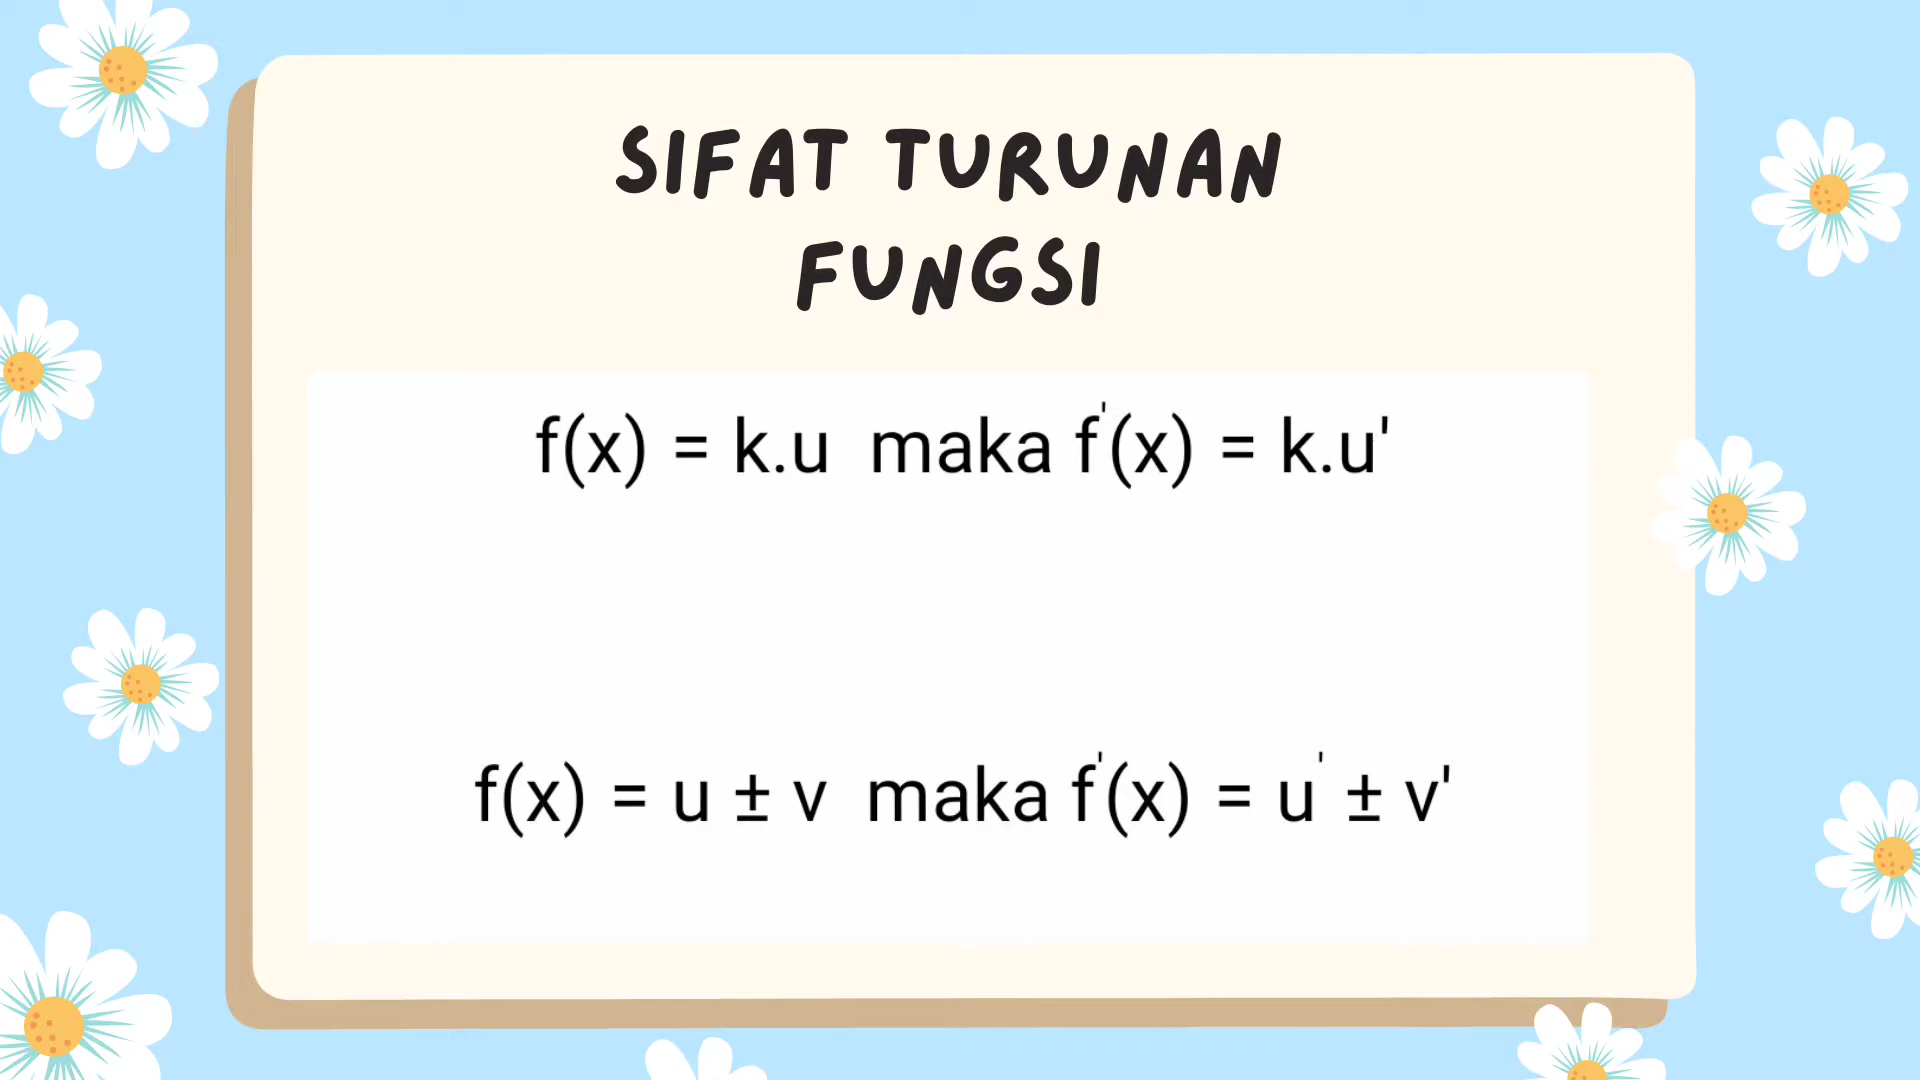 SIFAT TURUNAN
FUNGSI
f(x) = k.u maka f'(x) = k.u'
f(x) = u ± v maka f'(x) = u' ± v'